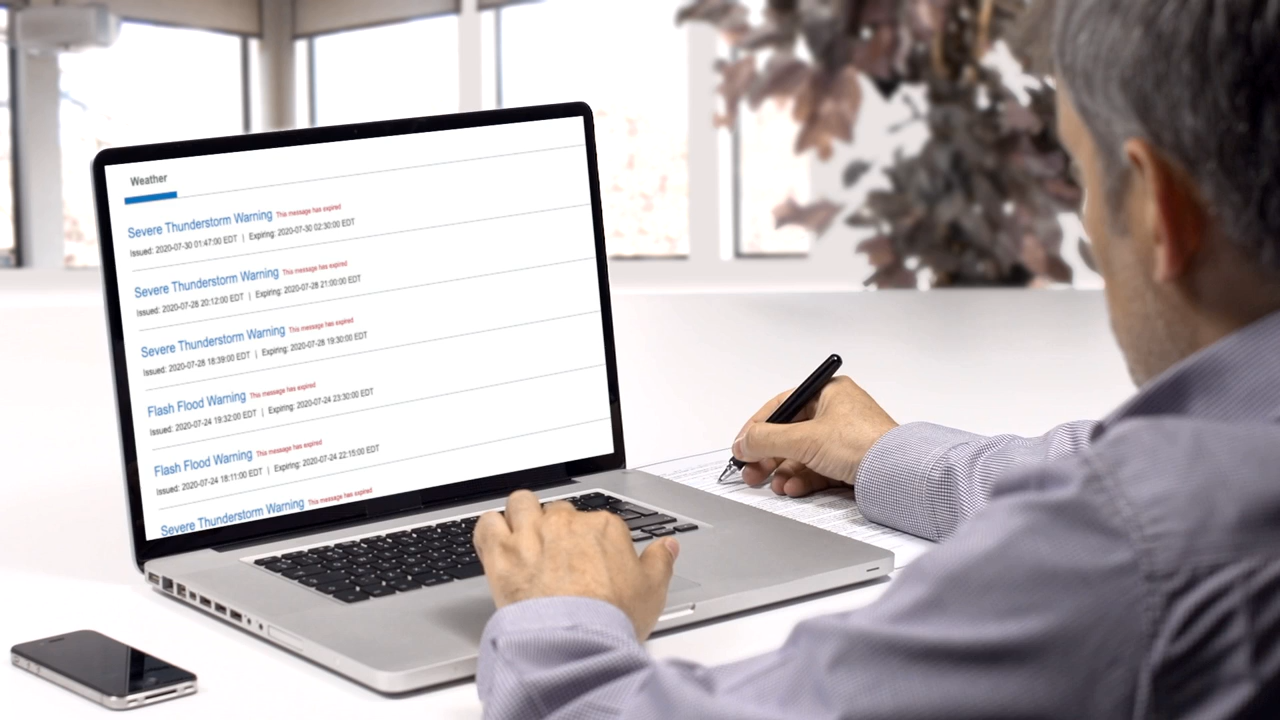 Weather
Severe Thunderstorm Warning This message has expired
Issued: 2020-07-30 01:47:00 EDT | Expiring: 2020-07-30 02:30:00 EDT
Severe Thunderstorm Warning This message has expired
Issued: 2020-07-28 20:12:00 EDT | Expiring: 2020-07-28 21:00:00 EDT
Severe Thunderstorm Warning This message has expired
Issued: 2020-07-28 18:39:00 EDT | Expiring: 2020-07-28 19:30:00 EDT
Flash Flood Warning This message has expired
Issued: 2020-07-24 19:32:00 EDT | Expiring: 2020-07-24 23:30:00 EDT
Flash Flood Warning This message has expired
Issued: 2020-07-24 18:11:00 EDT | Expiring: 2020-07-24 22:15:00 EDT
Severe Thunderstorm Warning This message has expired